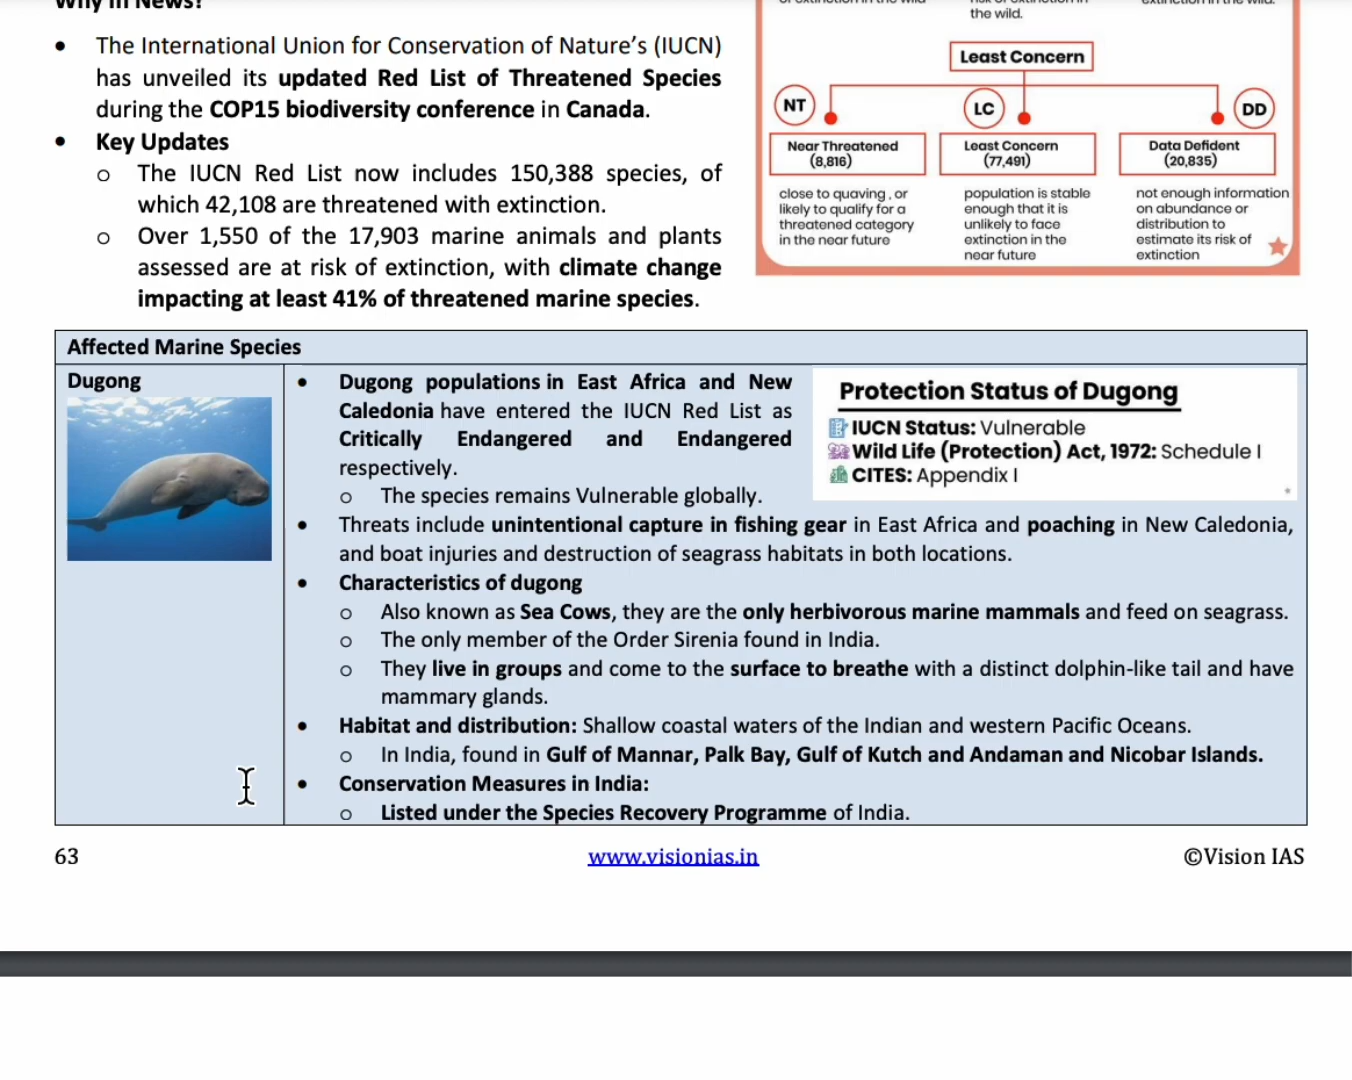 Why in News?
• The International Union for Conservation of Nature’s (IUCN)
has unveiled its updated Red List of Threatened Species
during the COP15 biodiversity conference in Canada.
• Key Updates
o The IUCN Red List now includes 150,388 species, of
which 42,108 are threatened with extinction.
o Over 1,550 of the 17,903 marine animals and plants
assessed are at risk of extinction, with climate change
impacting at least 41% of threatened marine species.
the wild.
Least Concern
NT
LC
DD
Near Threatened
(8,816)
close to quaving , or
likely to qualify for a
threatened category
in the near future
Least Concern
(77,491)
population is stable
enough that it is
unlikely to face
extinction in the
near future
Data Defident
(20,835)
not enough information
on abundance or
distribution to
estimate its risk of
extinction
Affected Marine Species
Dugong
• Dugong populations in East Africa and New
Caledonia have entered the IUCN Red List as
Critically Endangered and Endangered
respectively.
o The species remains Vulnerable globally.
Protection Status of Dugong
IUCN Status: Vulnerable
Wild Life (Protection) Act, 1972: Schedule I
CITES: Appendix I
• Threats include unintentional capture in fishing gear in East Africa and poaching in New Caledonia,
and boat injuries and destruction of seagrass habitats in both locations.
• Characteristics of dugong
o Also known as Sea Cows, they are the only herbivorous marine mammals and feed on seagrass.
o The only member of the Order Sirenia found in India.
o They live in groups and come to the surface to breathe with a distinct dolphin-like tail and have
mammary glands.
• Habitat and distribution: Shallow coastal waters of the Indian and western Pacific Oceans.
o In India, found in Gulf of Mannar, Palk Bay, Gulf of Kutch and Andaman and Nicobar Islands.
• Conservation Measures in India:
o Listed under the Species Recovery Programme of India.
63
www.visionias.in
©Vision IAS